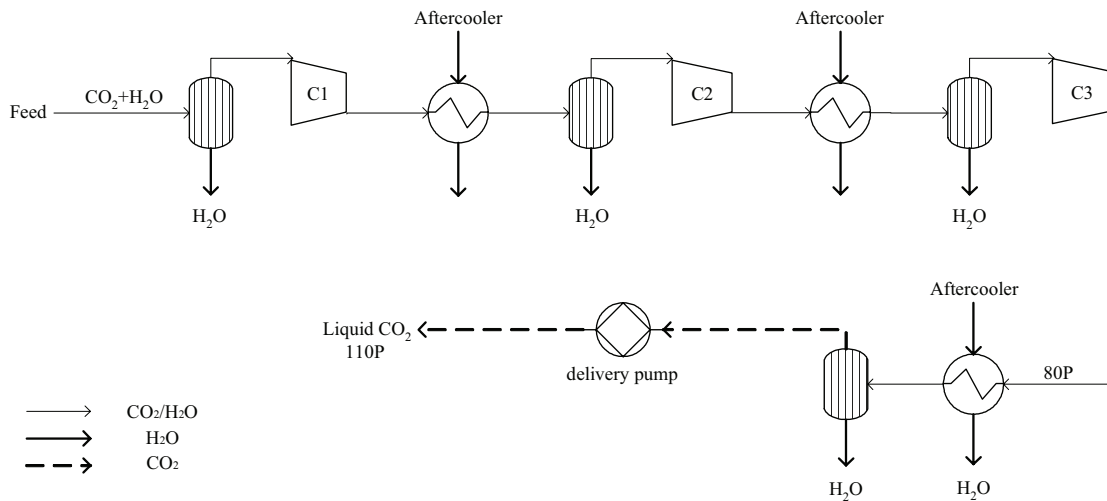 Aftercooler
Aftercooler
Feed
CO₂+H₂O
C1
C2
C3
H₂O
H₂O
H₂O
Aftercooler
Liquid CO₂
110P
delivery pump
80P
H₂O
H₂O
CO₂/H₂O
H₂O
CO₂